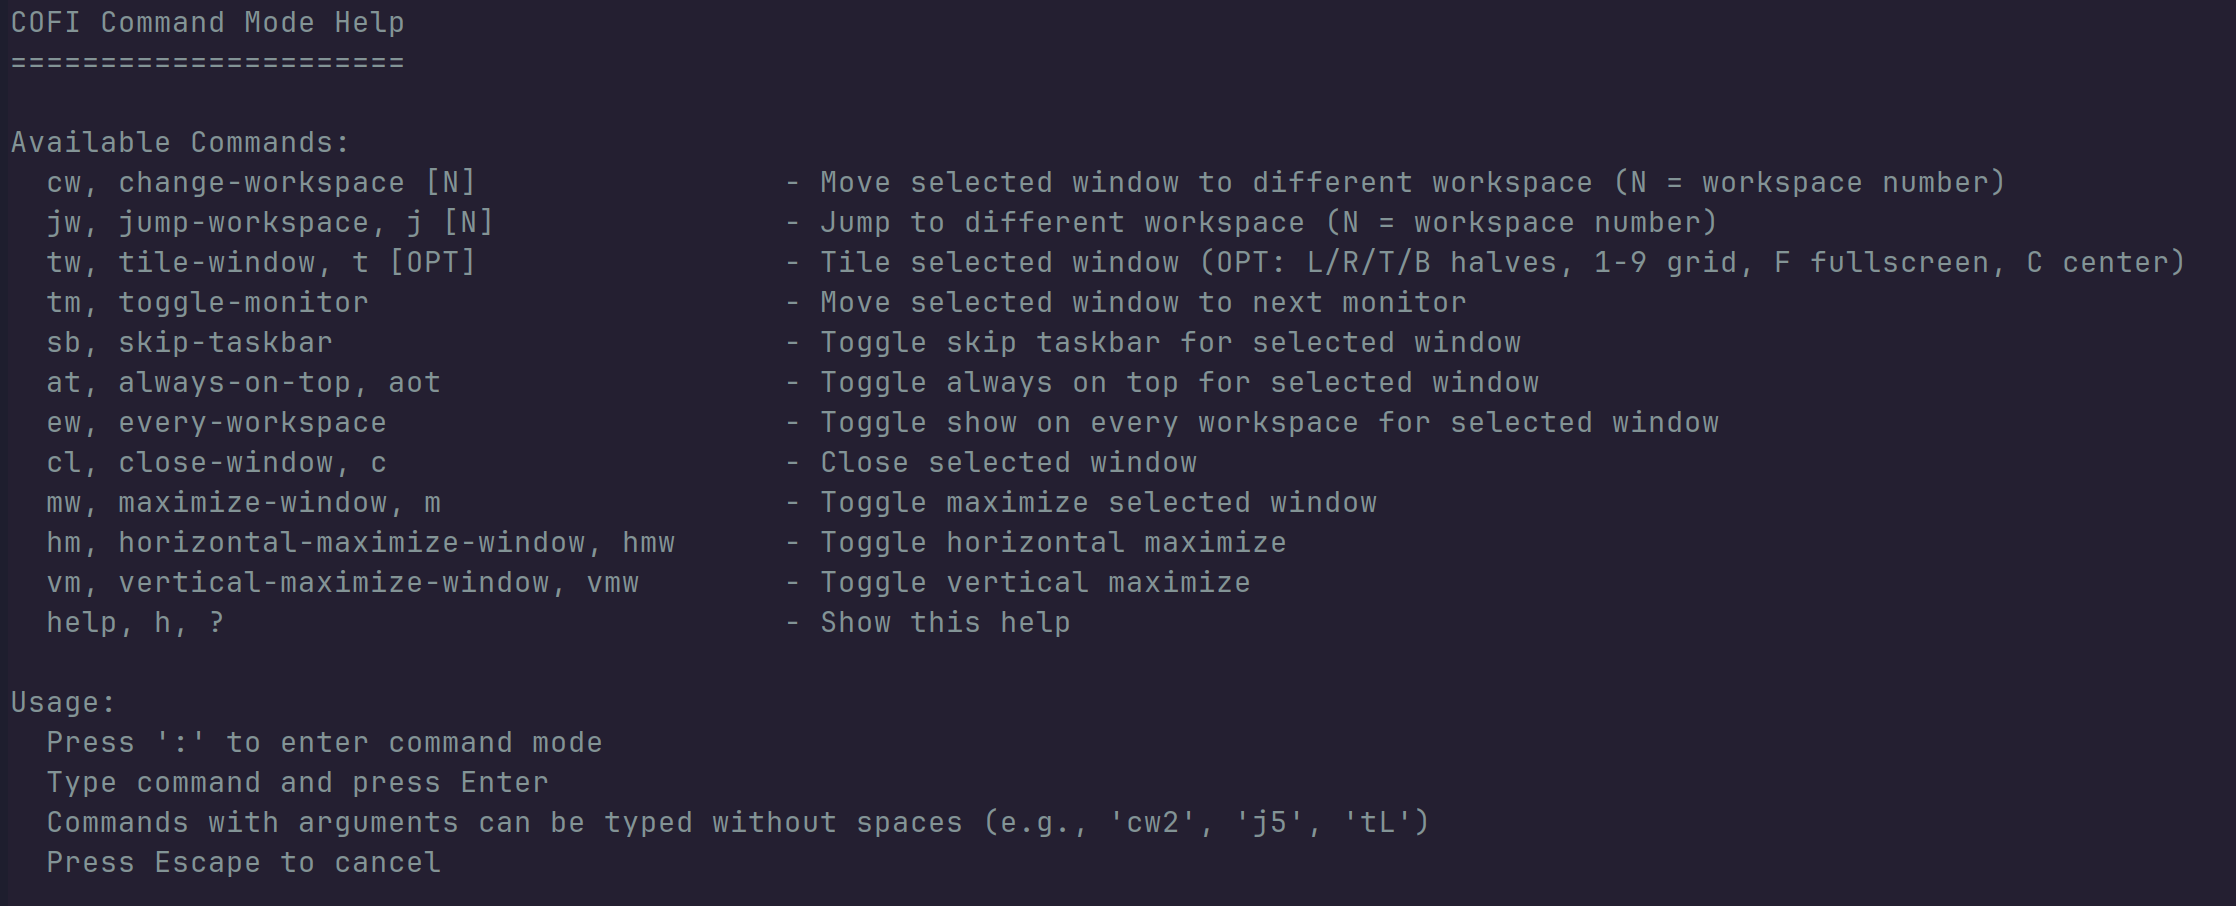 COFI Command Mode Help
======================

Available Commands:
  cw, change-workspace [N]                 - Move selected window to different workspace (N = workspace number)
  jw, jump-workspace, j [N]                - Jump to different workspace (N = workspace number)
  tw, tile-window, t [OPT]                 - Tile selected window (OPT: L/R/T/B halves, 1-9 grid, F fullscreen, C center)
  tm, toggle-monitor                       - Move selected window to next monitor
  sb, skip-taskbar                         - Toggle skip taskbar for selected window
  at, always-on-top, aot                   - Toggle always on top for selected window
  ew, every-workspace                      - Toggle show on every workspace for selected window
  cl, close-window, c                      - Close selected window
  mw, maximize-window, m                   - Toggle maximize selected window
  hm, horizontal-maximize-window, hmw      - Toggle horizontal maximize
  vm, vertical-maximize-window, vmw        - Toggle vertical maximize
  help, h, ?                               - Show this help

Usage:
  Press ':' to enter command mode
  Type command and press Enter
  Commands with arguments can be typed without spaces (e.g., 'cw2', 'j5', 'tL')
  Press Escape to cancel